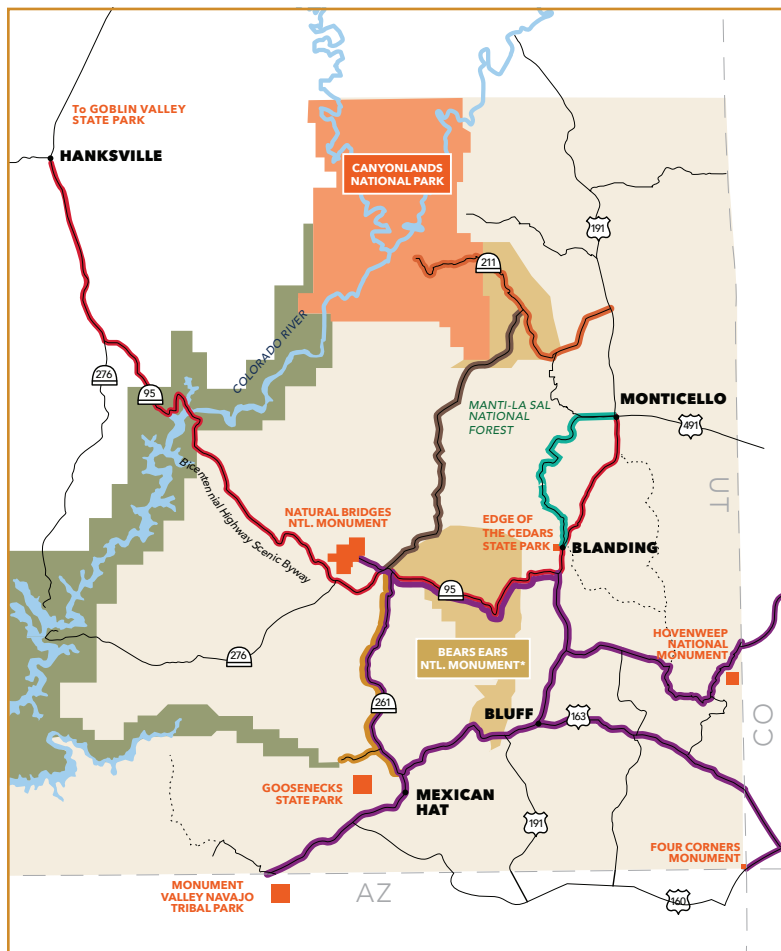 To GOBLIN VALLEY
STATE PARK
HANKSVILLE
CANYONLANDS
NATIONAL PARK
191
211
COLORADO RIVER
276
95
MANTI-LA SAL
NATIONAL
FOREST
MONTICELLO
491
UT
Bicentennial Highway Scenic Byway
NATURAL BRIDGES
NTL. MONUMENT
EDGE OF
THE CEDARS
STATE PARK
BLANDING
95
276
BEARS EARS
NTL. MONUMENT*
HOVENWEEP
NATIONAL
MONUMENT
261
BLUFF
163
CO
GOOSENECKS
STATE PARK
MEXICAN
HAT
191
FOUR CORNERS
MONUMENT
MONUMENT
VALLEY NAVAJO
TRIBAL PARK
AZ
160